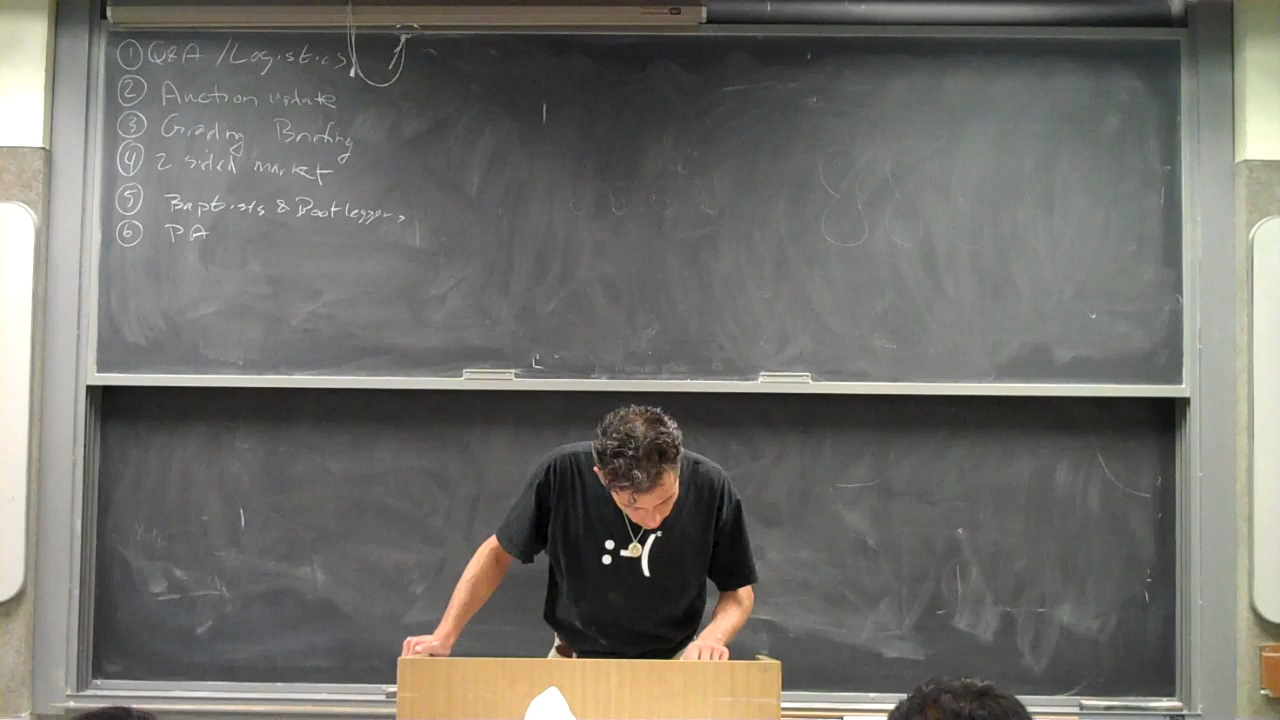 ① Q&A / Logistics
② Auction update
③ Grading Briefing
④ 2 sided market
⑤ Baptists & Bootleggers
⑥ PA
:-(